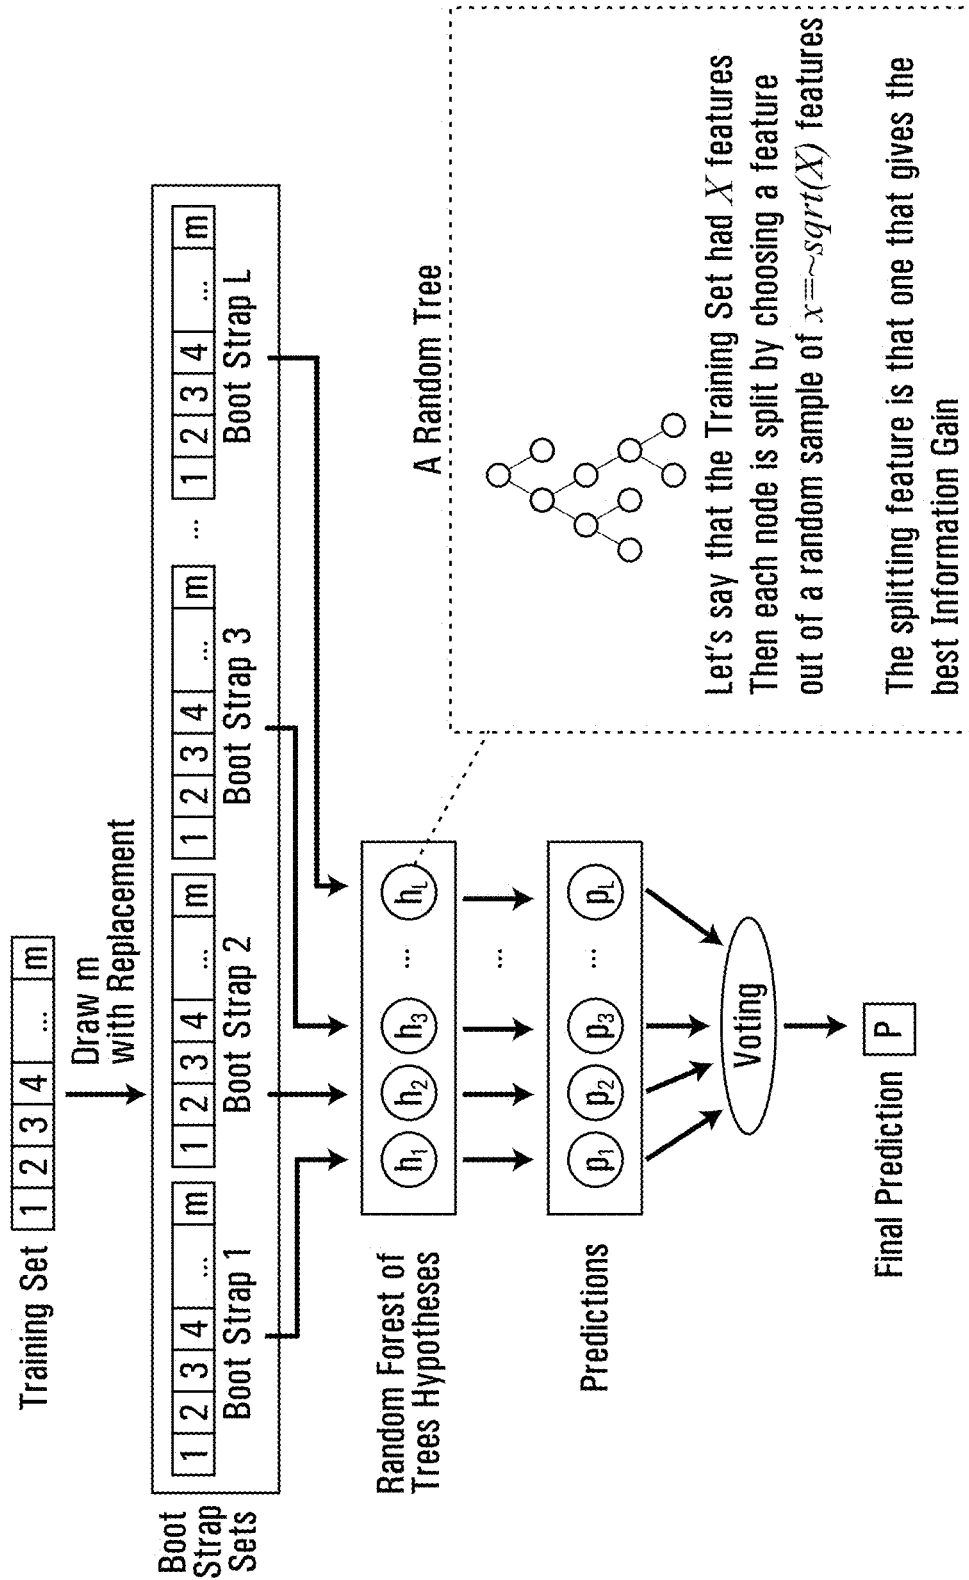 Training Set
1 2 3 4 ... m
Draw m
with Replacement
Boot
Strap
Sets
1 2 3 4 ... m
Boot Strap 1
1 2 3 4 ... m
Boot Strap 2
1 2 3 4 ... m
Boot Strap 3
...
1 2 3 4 ... m
Boot Strap L
Random Forest of
Trees Hypotheses
h1 h2 h3 ... hL
...
Predictions
p1 p2 p3 ... pL
Voting
Final Prediction
P
A Random Tree
Let's say that the Training Set had X features
Then each node is split by choosing a feature
out of a random sample of x=~sqrt(X) features
The splitting feature is that one that gives the
best Information Gain